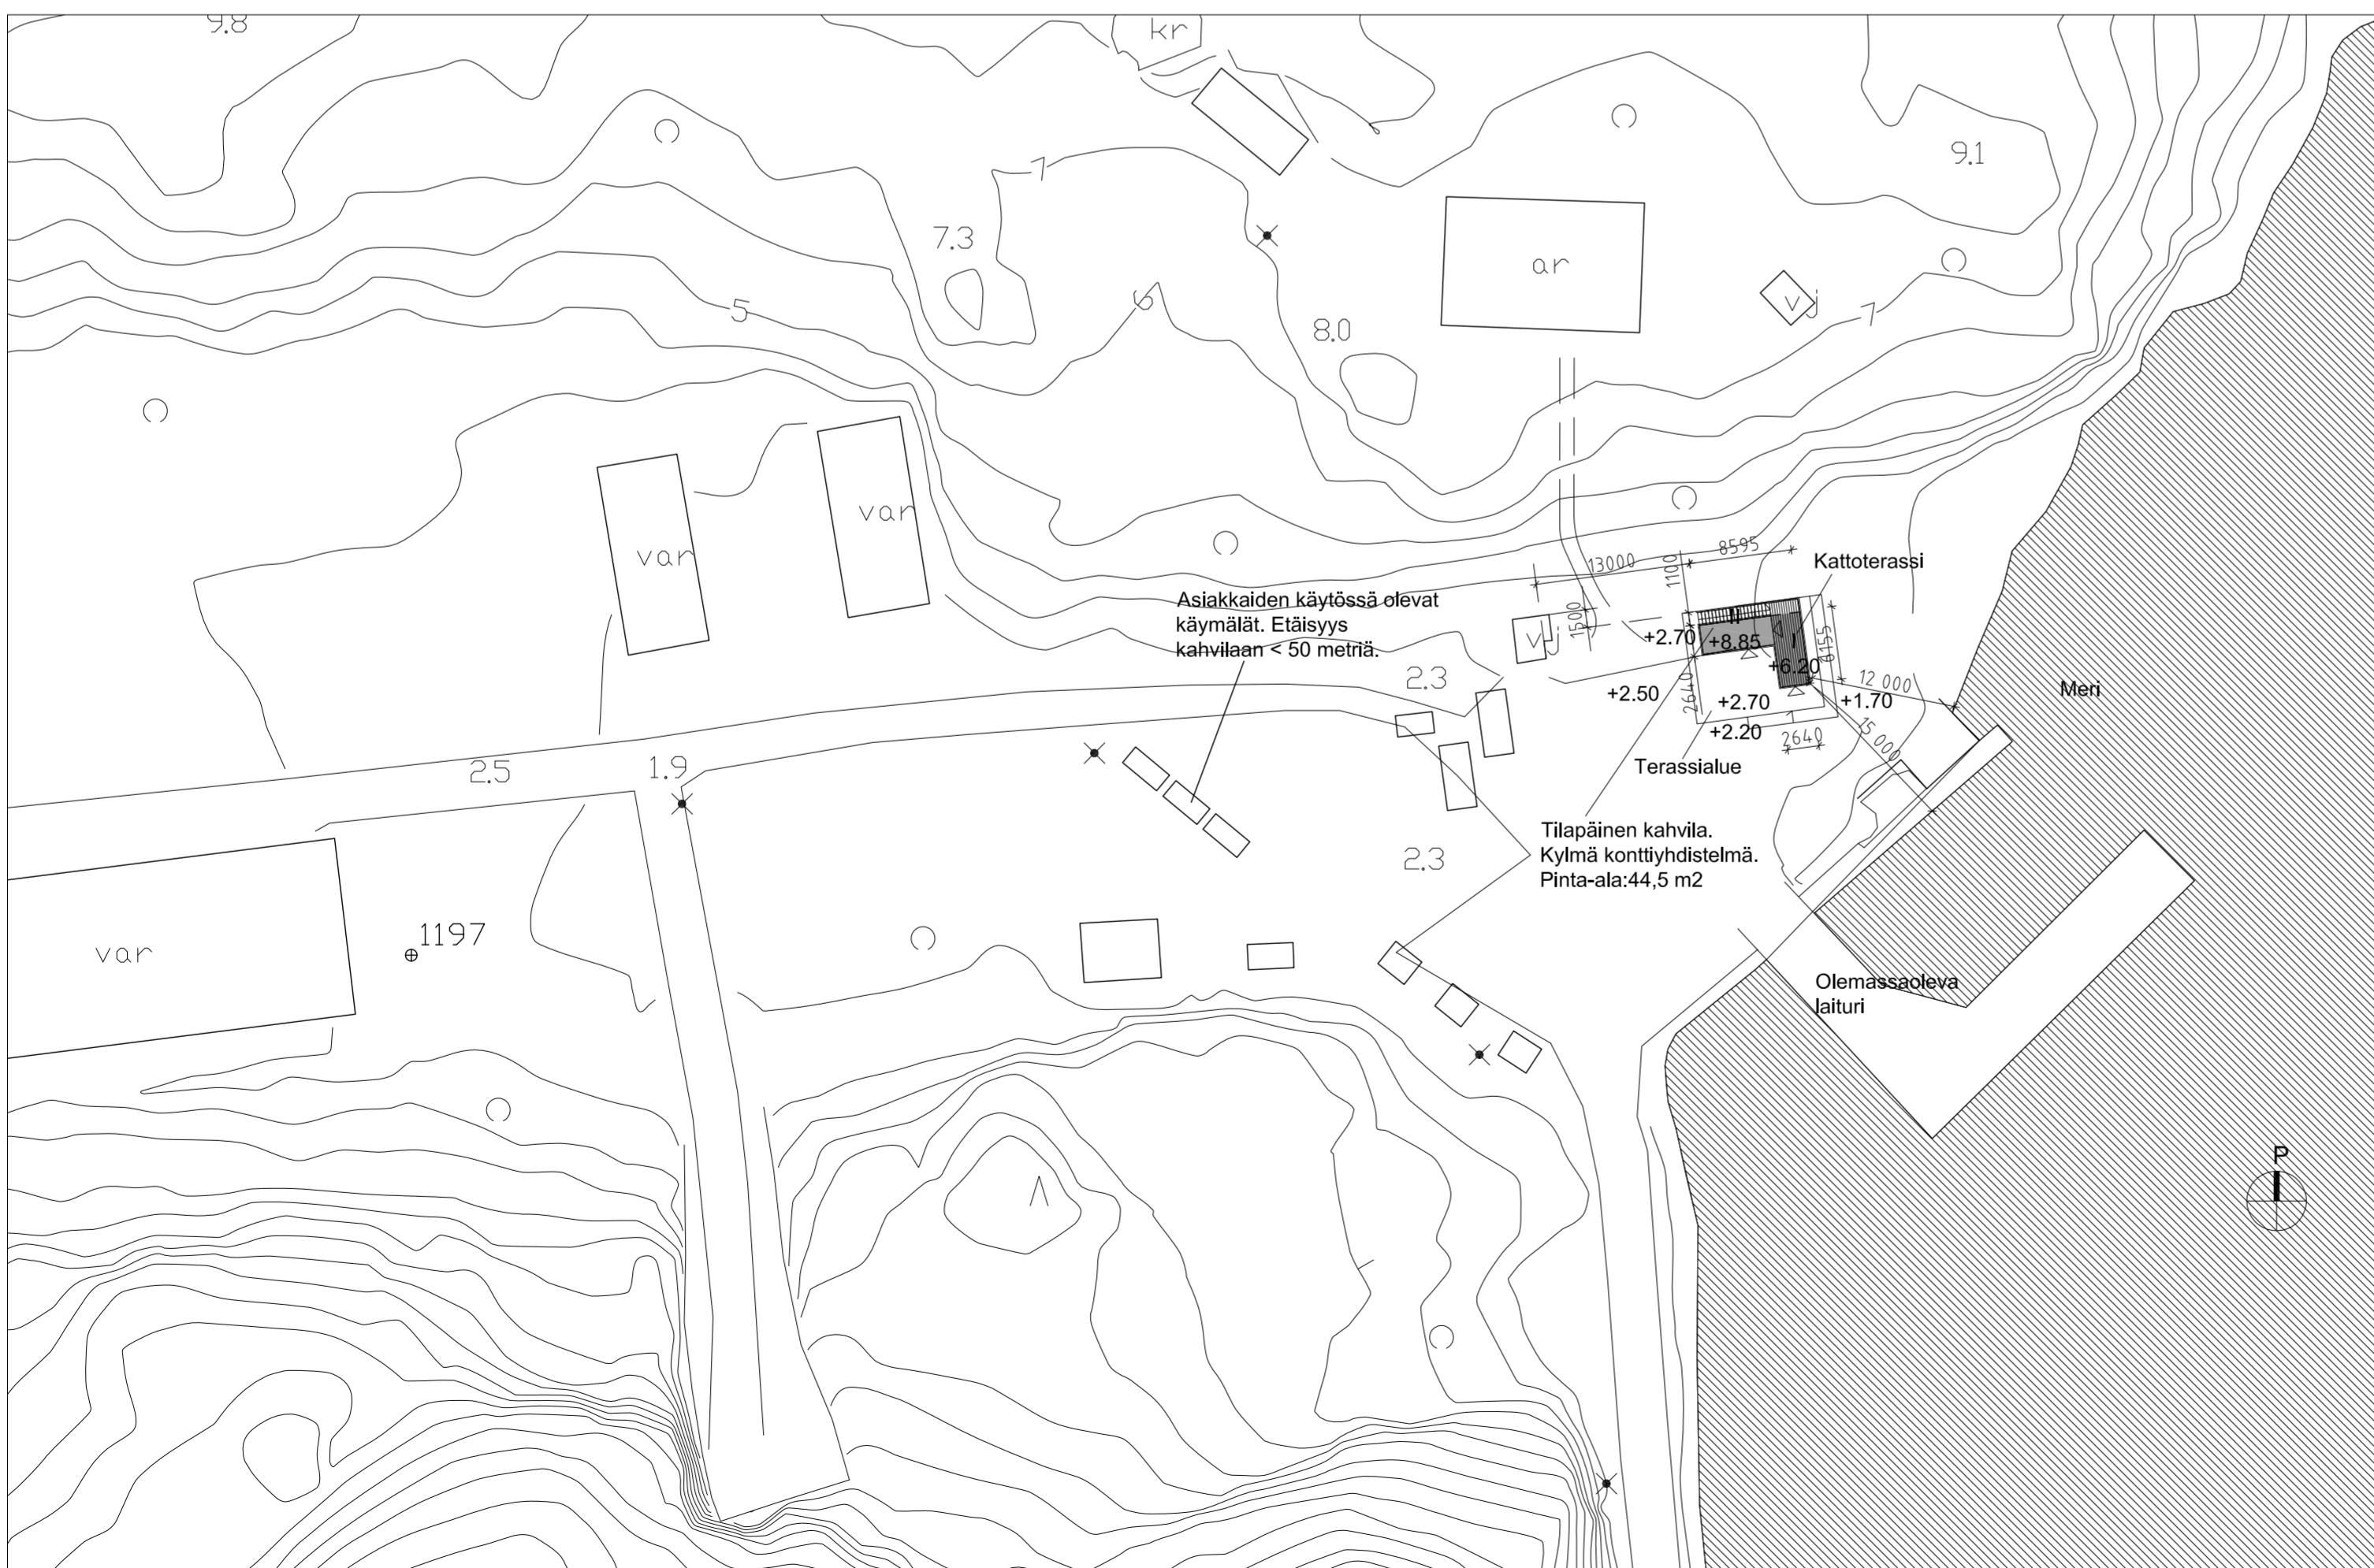 9.8
kr
9.1
7
7.3
ar
6
5
8.0
vj
7
var
var
13000
8595
1100
Kattoterassi
Asiakkaiden käytössä olevat
käymälät. Etäisyys
kahvilaan < 50 metriä.
1500
vj
+2.70
II
+8.85
I
+6.20
2.3
+2.50
2640
+2.70
12 000
+1.70
Meri
+2.20
2640
15 000
2.5
1.9
Terassialue
Tilapäinen kahvila.
Kylmä konttiyhdistelmä.
Pinta-ala:44,5 m2
2.3
var
1197
Olemassaoleva
laituri
P